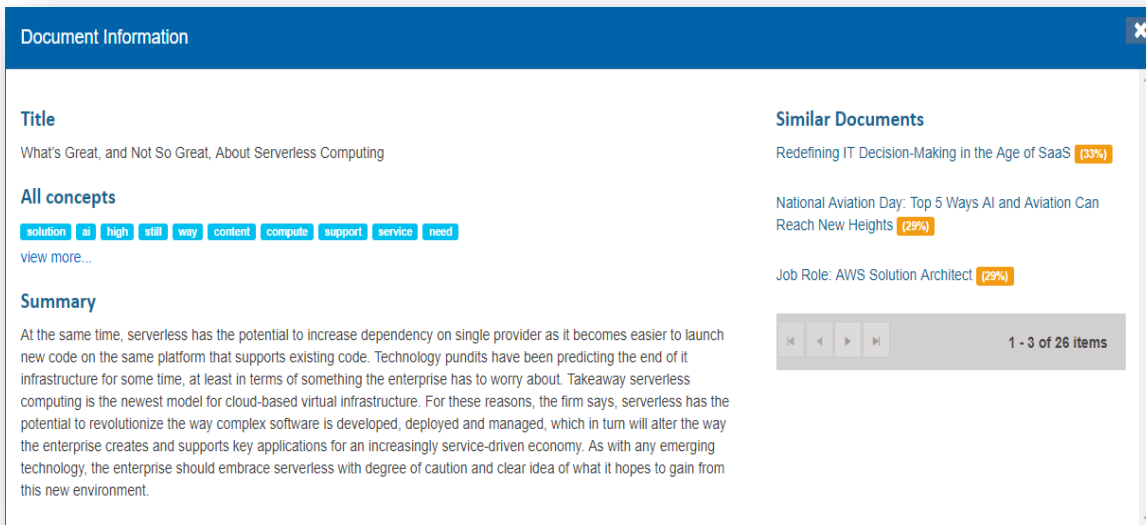 Document Information
Title
What's Great, and Not So Great, About Serverless Computing
All concepts
solution ai high still way content compute support service need
view more...
Summary
At the same time, serverless has the potential to increase dependency on single provider as it becomes easier to launch
new code on the same platform that supports existing code. Technology pundits have been predicting the end of it
infrastructure for some time, at least in terms of something the enterprise has to worry about. Takeaway serverless
computing is the newest model for cloud-based virtual infrastructure. For these reasons, the firm says, serverless has the
potential to revolutionize the way complex software is developed, deployed and managed, which in turn will alter the way
the enterprise creates and supports key applications for an increasingly service-driven economy. As with any emerging
technology, the enterprise should embrace serverless with degree of caution and clear idea of what it hopes to gain from
this new environment.
Similar Documents
Redefining IT Decision-Making in the Age of SaaS (33%)
National Aviation Day: Top 5 Ways AI and Aviation Can
Reach New Heights (29%)
Job Role: AWS Solution Architect (29%)
1 - 3 of 26 items